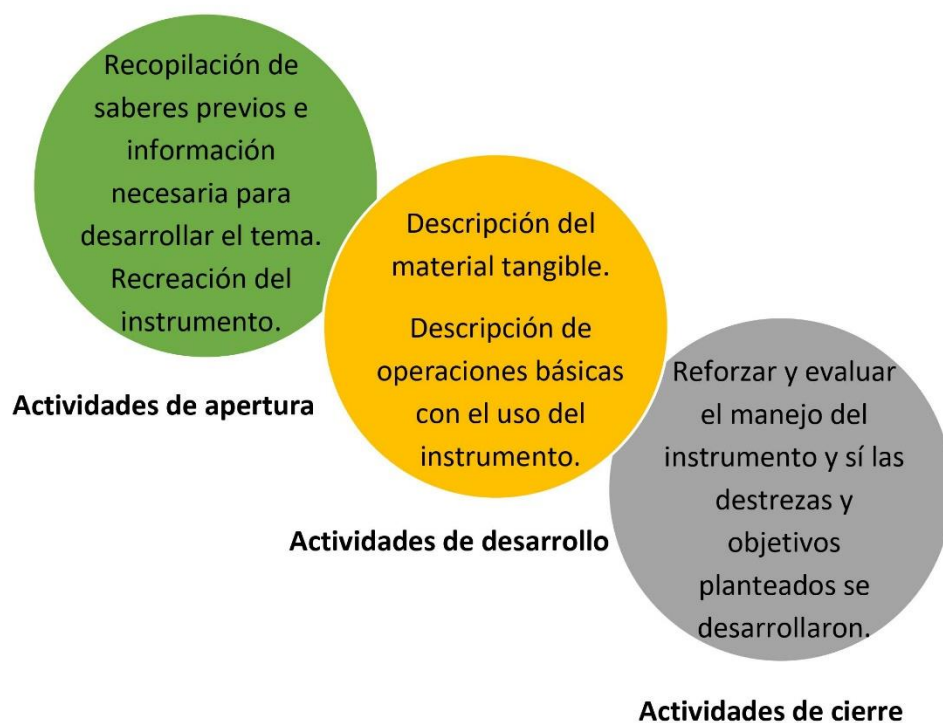 Recopilación de
saberes previos e
información
necesaria para
desarrollar el tema.
Recreación del
instrumento.
Actividades de apertura
Descripción del
material tangible.
Descripción de
operaciones básicas
con el uso del
instrumento.
Actividades de desarrollo
Reforzar y evaluar
el manejo del
instrumento y sí las
destrezas y
objetivos
planteados se
desarrollaron.
Actividades de cierre